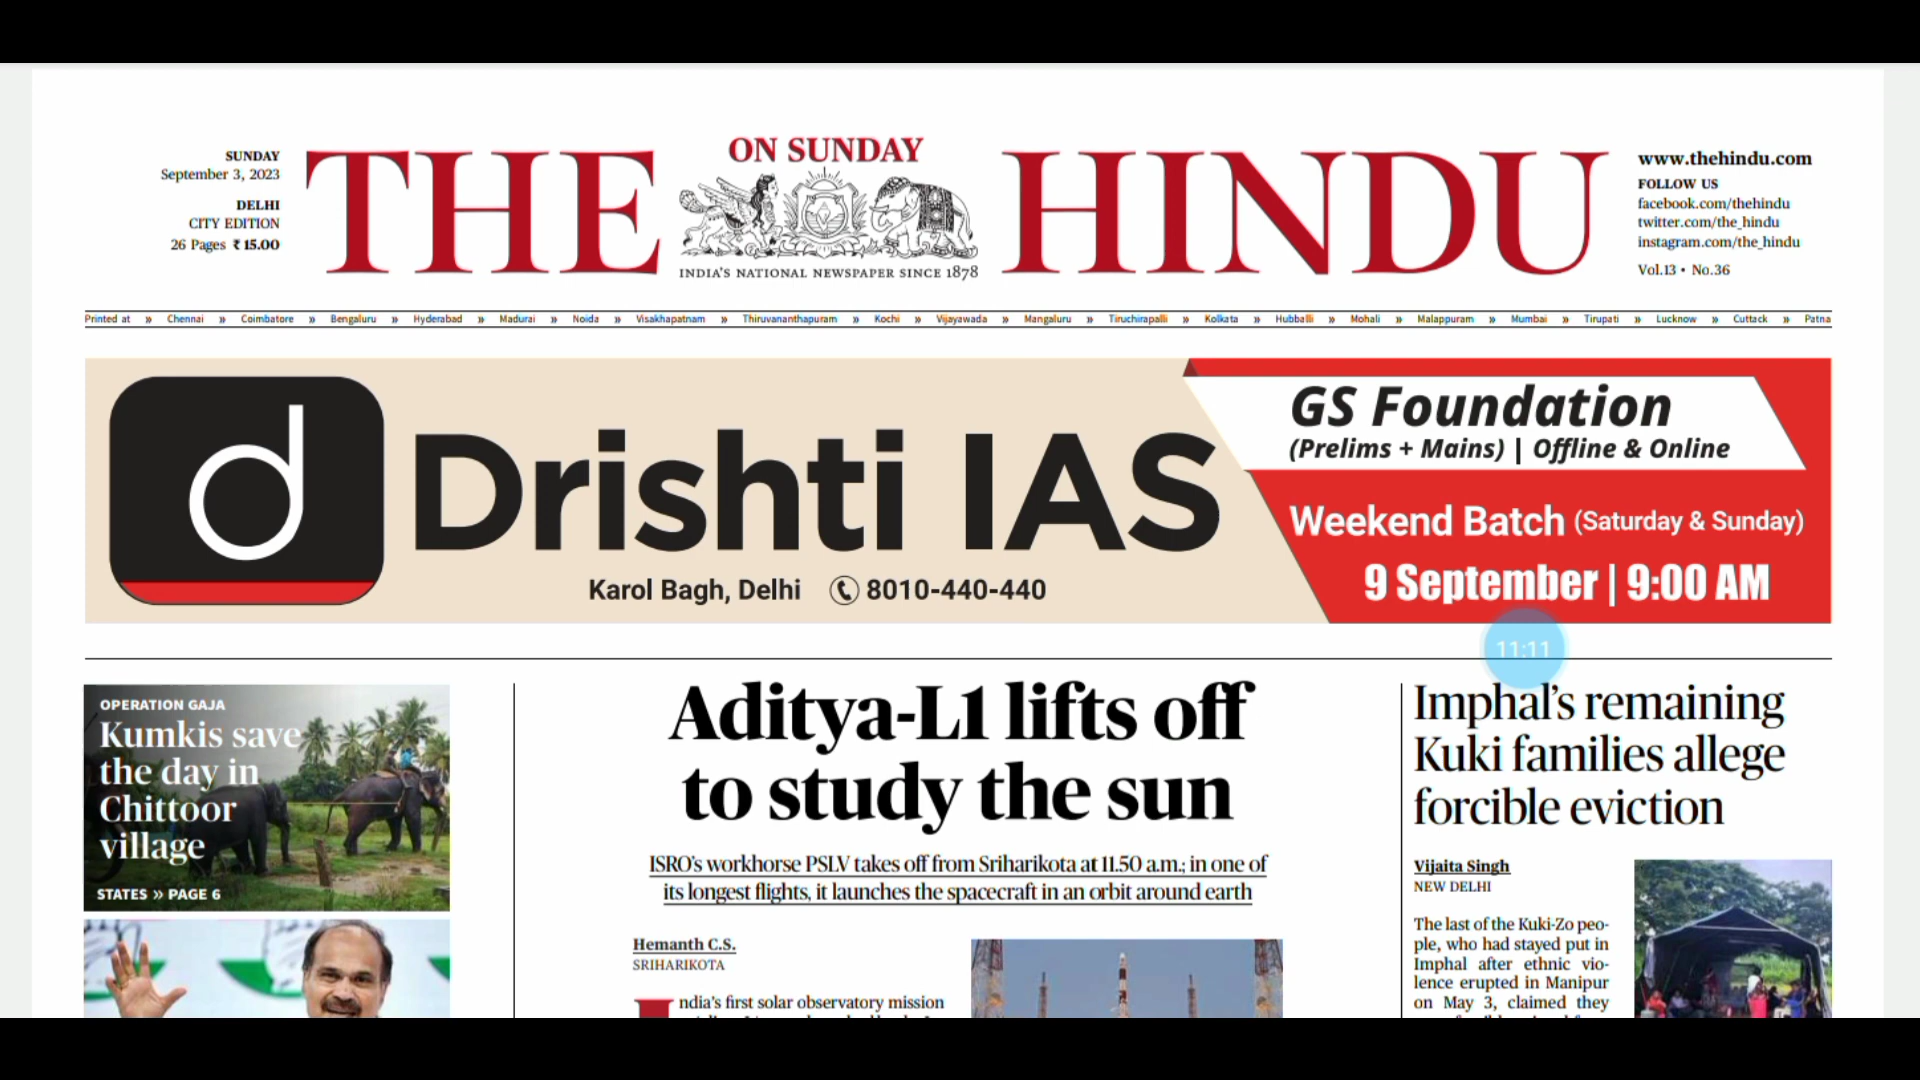 SUNDAY
September 3, 2023
DELHI
CITY EDITION
26 Pages ₹ 15.00
THE HINDU
ON SUNDAY
INDIA'S NATIONAL NEWSPAPER SINCE 1878
www.thehindu.com
FOLLOW US
facebook.com/thehindu
twitter.com/the_hindu
instagram.com/the_hindu
Vol.13 • No.36
Printed at » Chennai » Coimbatore » Bengaluru » Hyderabad » Madurai » Noida » Visakhapatnam » Thiruvananthapuram » Kochi » Vijayawada » Mangaluru » Tiruchirapalli » Kolkata » Hubballi » Mohali » Malappuram » Mumbai » Tirupati » Lucknow » Cuttack » Patna
d
Drishti IAS
Karol Bagh, Delhi 8010-440-440
GS Foundation
(Prelims + Mains) | Offline & Online
Weekend Batch (Saturday & Sunday)
9 September | 9:00 AM
11:11
OPERATION GAJA
Kumkis save
the day in
Chittoor
village
STATES » PAGE 6
Aditya-L1 lifts off
to study the sun
ISRO's workhorse PSLV takes off from Sriharikota at 11.50 a.m.; in one of
its longest flights, it launches the spacecraft in an orbit around earth
Hemanth C.S.
SRIHARIKOTA
India's first solar observatory mission
Imphal's remaining
Kuki families allege
forcible eviction
Vijaita Singh
NEW DELHI
The last of the Kuki-Zo peo-
ple, who had stayed put in
Imphal after ethnic vio-
lence erupted in Manipur
on May 3, claimed they